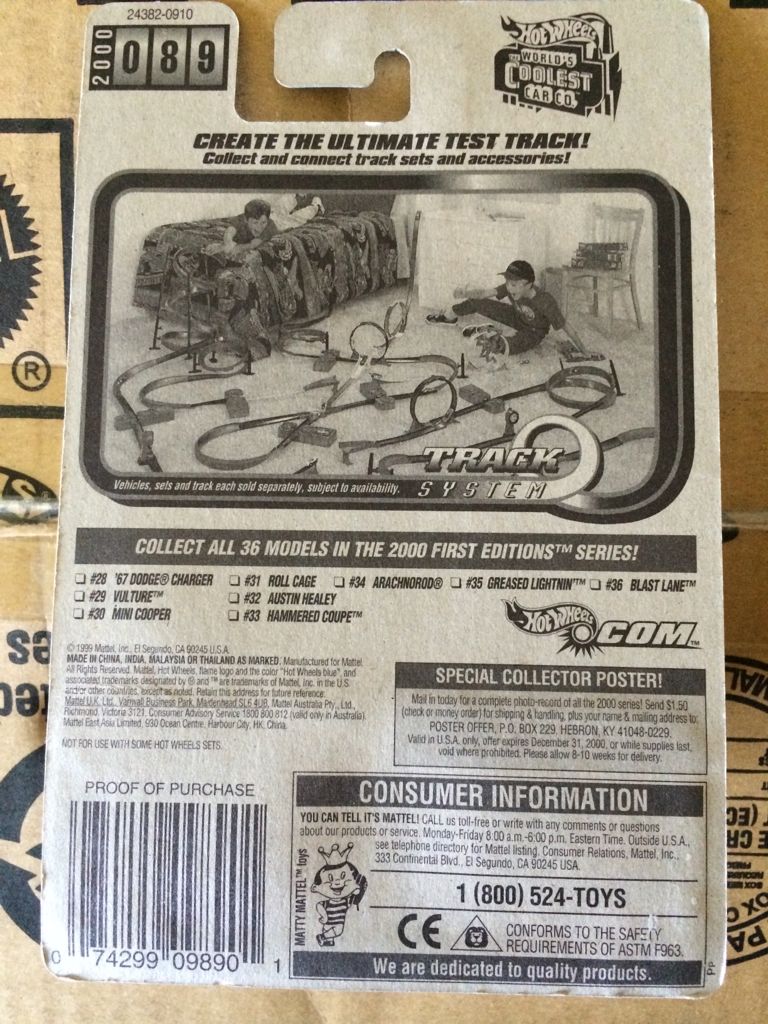 24382-0910
2000
089
HOT WHEELS
THE WORLD'S
COOLEST
CAR CO.
CREATE THE ULTIMATE TEST TRACK!
Collect and connect track sets and accessories!
TRACK
SYSTEM
Vehicles, sets and track each sold separately, subject to availability.
COLLECT ALL 36 MODELS IN THE 2000 FIRST EDITIONS™ SERIES!
❏ #28 '67 DODGE® CHARGER ❏ #31 ROLL CAGE ❏ #34 ARACHNOROD® ❏ #35 GREASED LIGHTNIN'™ ❏ #36 BLAST LANE™
❏ #29 VULTURE™ ❏ #32 AUSTIN HEALEY
❏ #30 MINI COOPER ❏ #33 HAMMERED COUPE™
HOT WHEELS .COM™
© 1999 Mattel, Inc., El Segundo, CA 90245 U.S.A.
MADE IN CHINA, INDIA, MALAYSIA OR THAILAND AS MARKED. Manufactured for Mattel.
All Rights Reserved. Mattel, Hot Wheels, flame logo and the color "Hot Wheels blue", and
associated trademarks designated by ® and ™ are trademarks of Mattel, Inc. in the U.S.
and/or other countries, except as noted. Retain this address for future reference:
Mattel U.K. Ltd., Vanwall Business Park, Maidenhead SL6 4UB. Mattel Australia Pty., Ltd.,
Richmond, Victoria 3121. Consumer Advisory Service 1800 800 812 (valid only in Australia).
Mattel East Asia Limited, 930 Ocean Centre, Harbour City, HK, China.
NOT FOR USE WITH SOME HOT WHEELS SETS.
SPECIAL COLLECTOR POSTER!
Mail in today for a complete photo-record of all the 2000 series! Send $1.50
(check or money order) for shipping & handling, plus your name & mailing address to:
POSTER OFFER, P.O. BOX 229, HEBRON, KY 41048-0229.
Valid in U.S.A. only, offer expires December 31, 2000, or while supplies last,
void where prohibited. Please allow 8-10 weeks for delivery.
PROOF OF PURCHASE
0 74299 09890 1
CONSUMER INFORMATION
YOU CAN TELL IT'S MATTEL! CALL us toll-free or write with any comments or questions
about our products or service. Monday-Friday 8:00 a.m.-6:00 p.m. Eastern Time. Outside U.S.A.,
see telephone directory for Mattel listing. Consumer Relations, Mattel, Inc.,
333 Continental Blvd., El Segundo, CA 90245 USA.
MATTY MATTEL™ toys
1 (800) 524-TOYS
CE
CONFORMS TO THE SAFETY
REQUIREMENTS OF ASTM F963.
We are dedicated to quality products.
PP
®